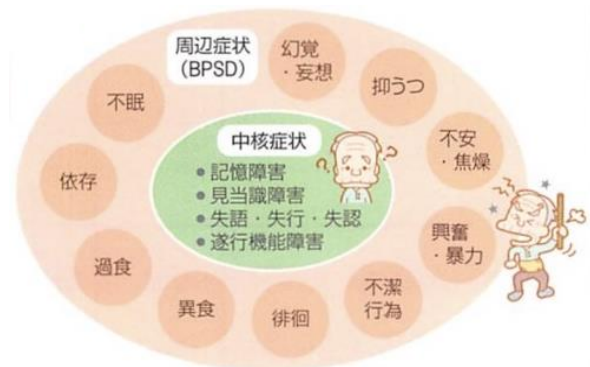 周辺症状
(BPSD)
幻覚
・妄想
抑うつ
不安
・焦燥
興奮
・暴力
不潔
行為
徘徊
異食
過食
依存
不眠
中核症状
●記憶障害
●見当識障害
●失語・失行・失認
●遂行機能障害
?
?